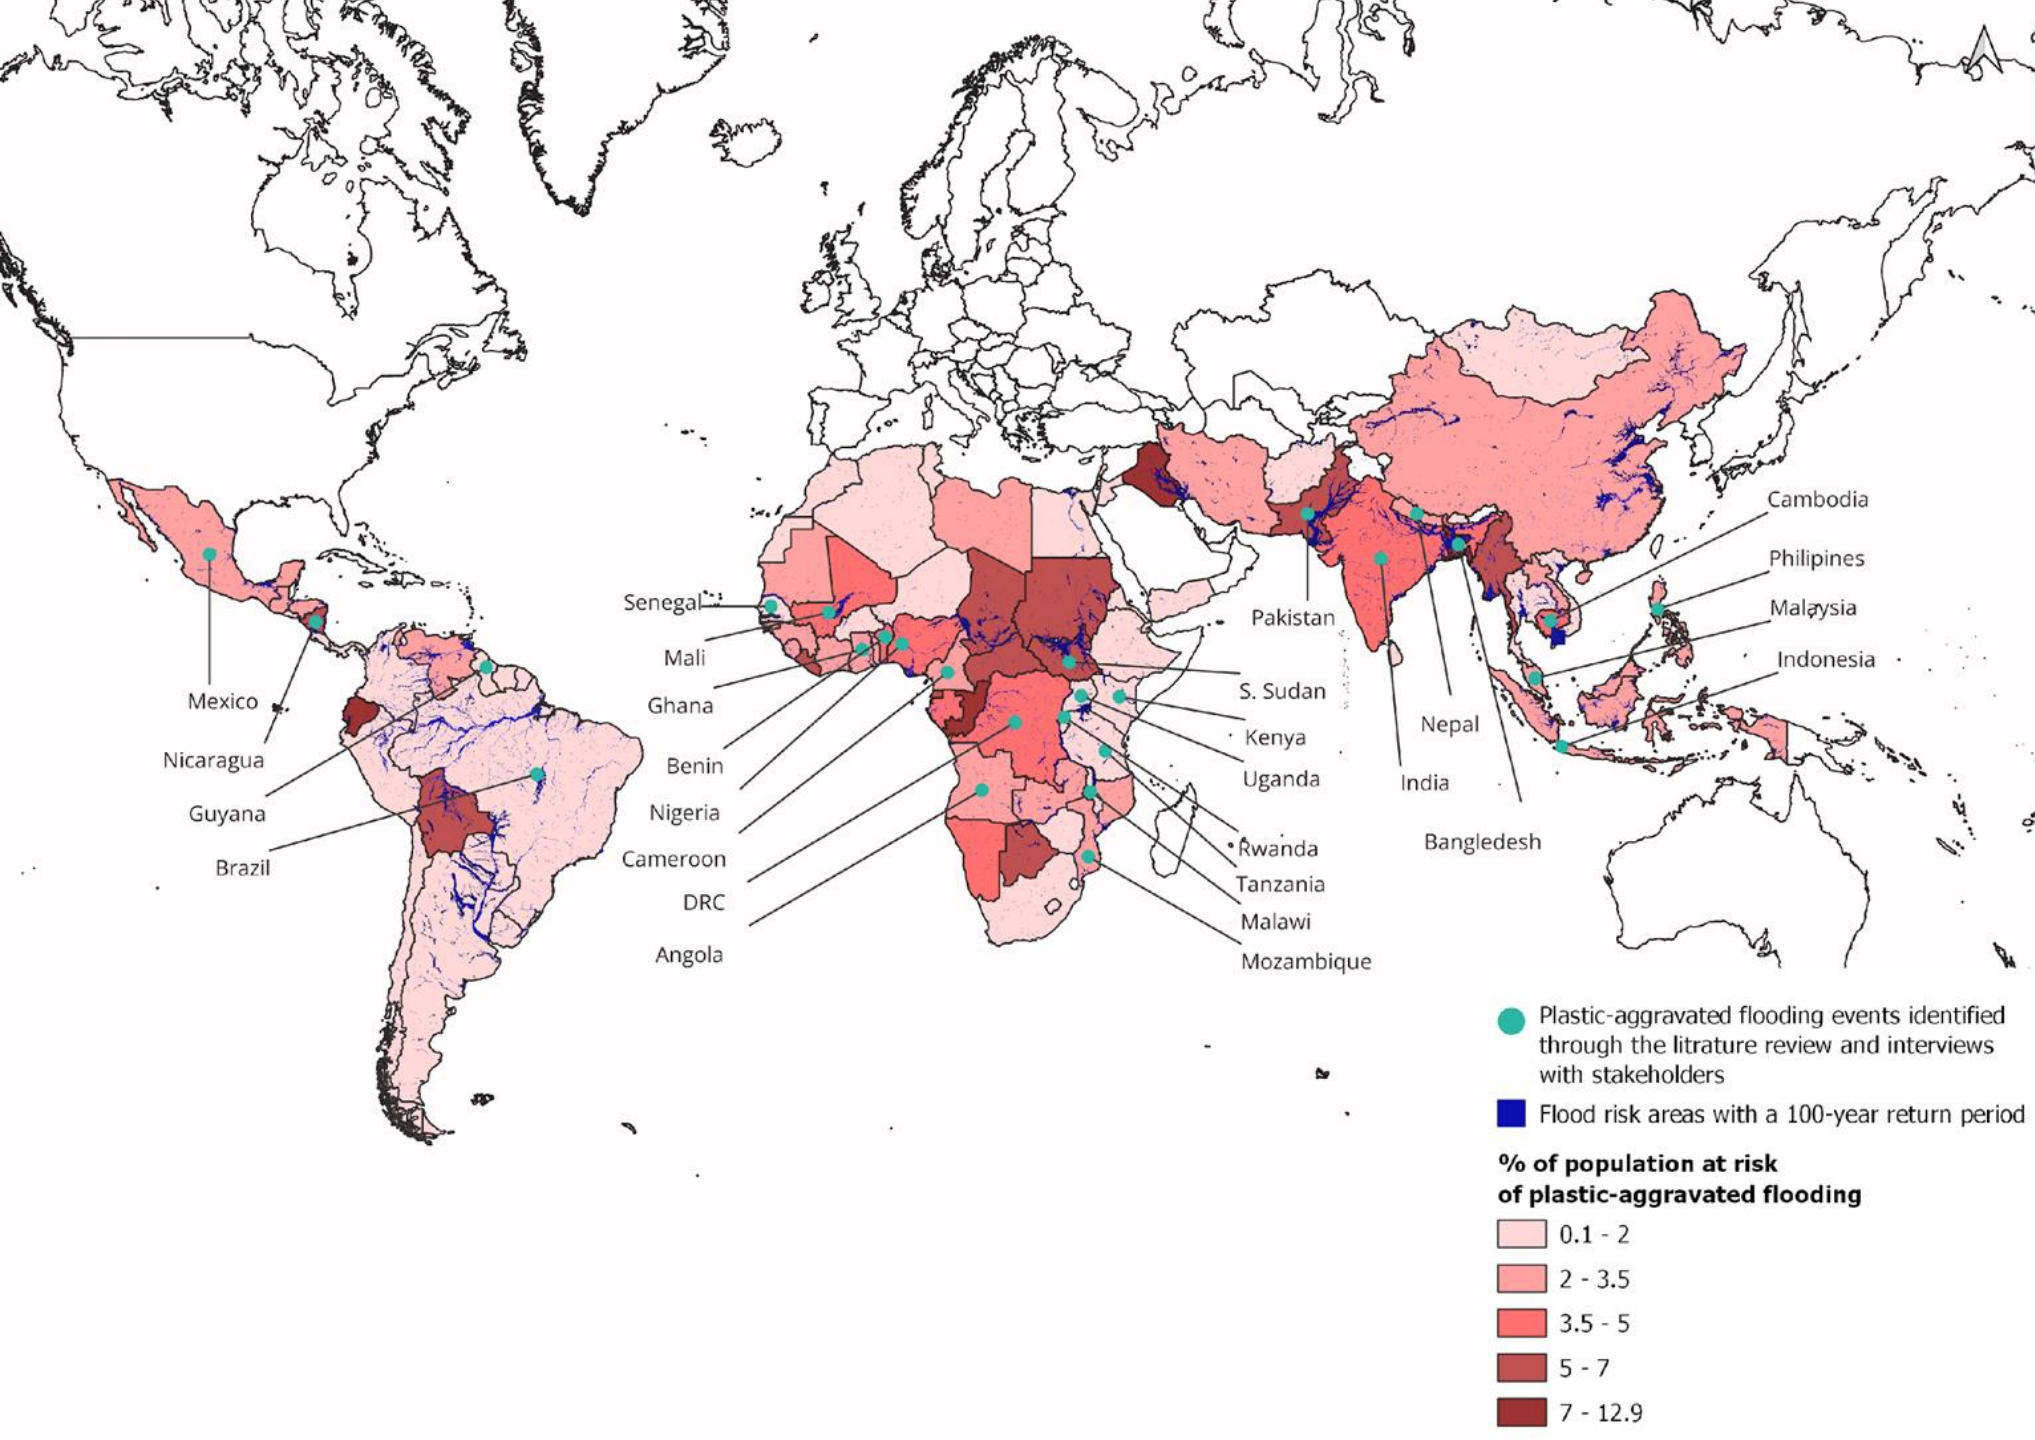 Mexico
Nicaragua
Guyana
Brazil
Senegal
Mali
Ghana
Benin
Nigeria
Cameroon
DRC
Angola
Pakistan
S. Sudan
Kenya
Uganda
Rwanda
Tanzania
Malawi
Mozambique
Nepal
India
Bangledesh
Cambodia
Philipines
Malaysia
Indonesia
Plastic-aggravated flooding events identified
through the litrature review and interviews
with stakeholders
Flood risk areas with a 100-year return period
% of population at risk
of plastic-aggravated flooding
0.1 - 2
2 - 3.5
3.5 - 5
5 - 7
7 - 12.9